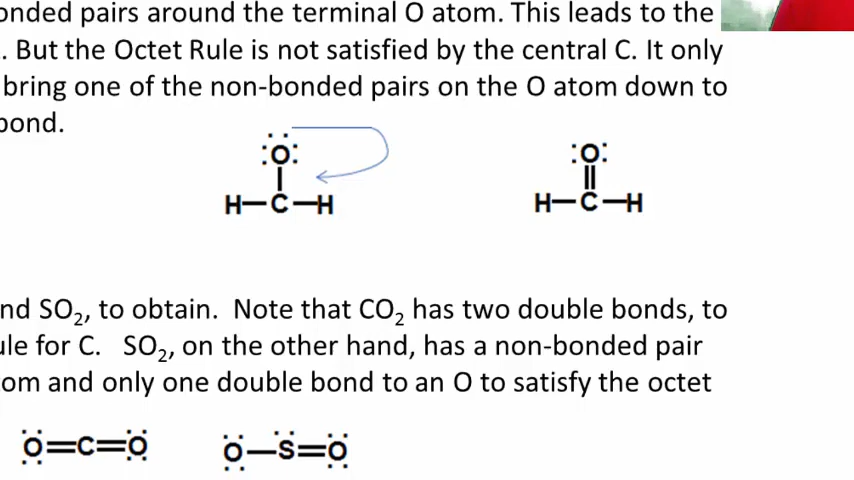 onded pairs around the terminal O atom. This leads to the
. But the Octet Rule is not satisfied by the central C. It only
bring one of the non-bonded pairs on the O atom down to
bond.
:O: :O:
H—C—H H—C—H
nd SO₂, to obtain. Note that CO₂ has two double bonds, to
ule for C. SO₂, on the other hand, has a non-bonded pair
om and only one double bond to an O to satisfy the octet
O=C=O O—S=O